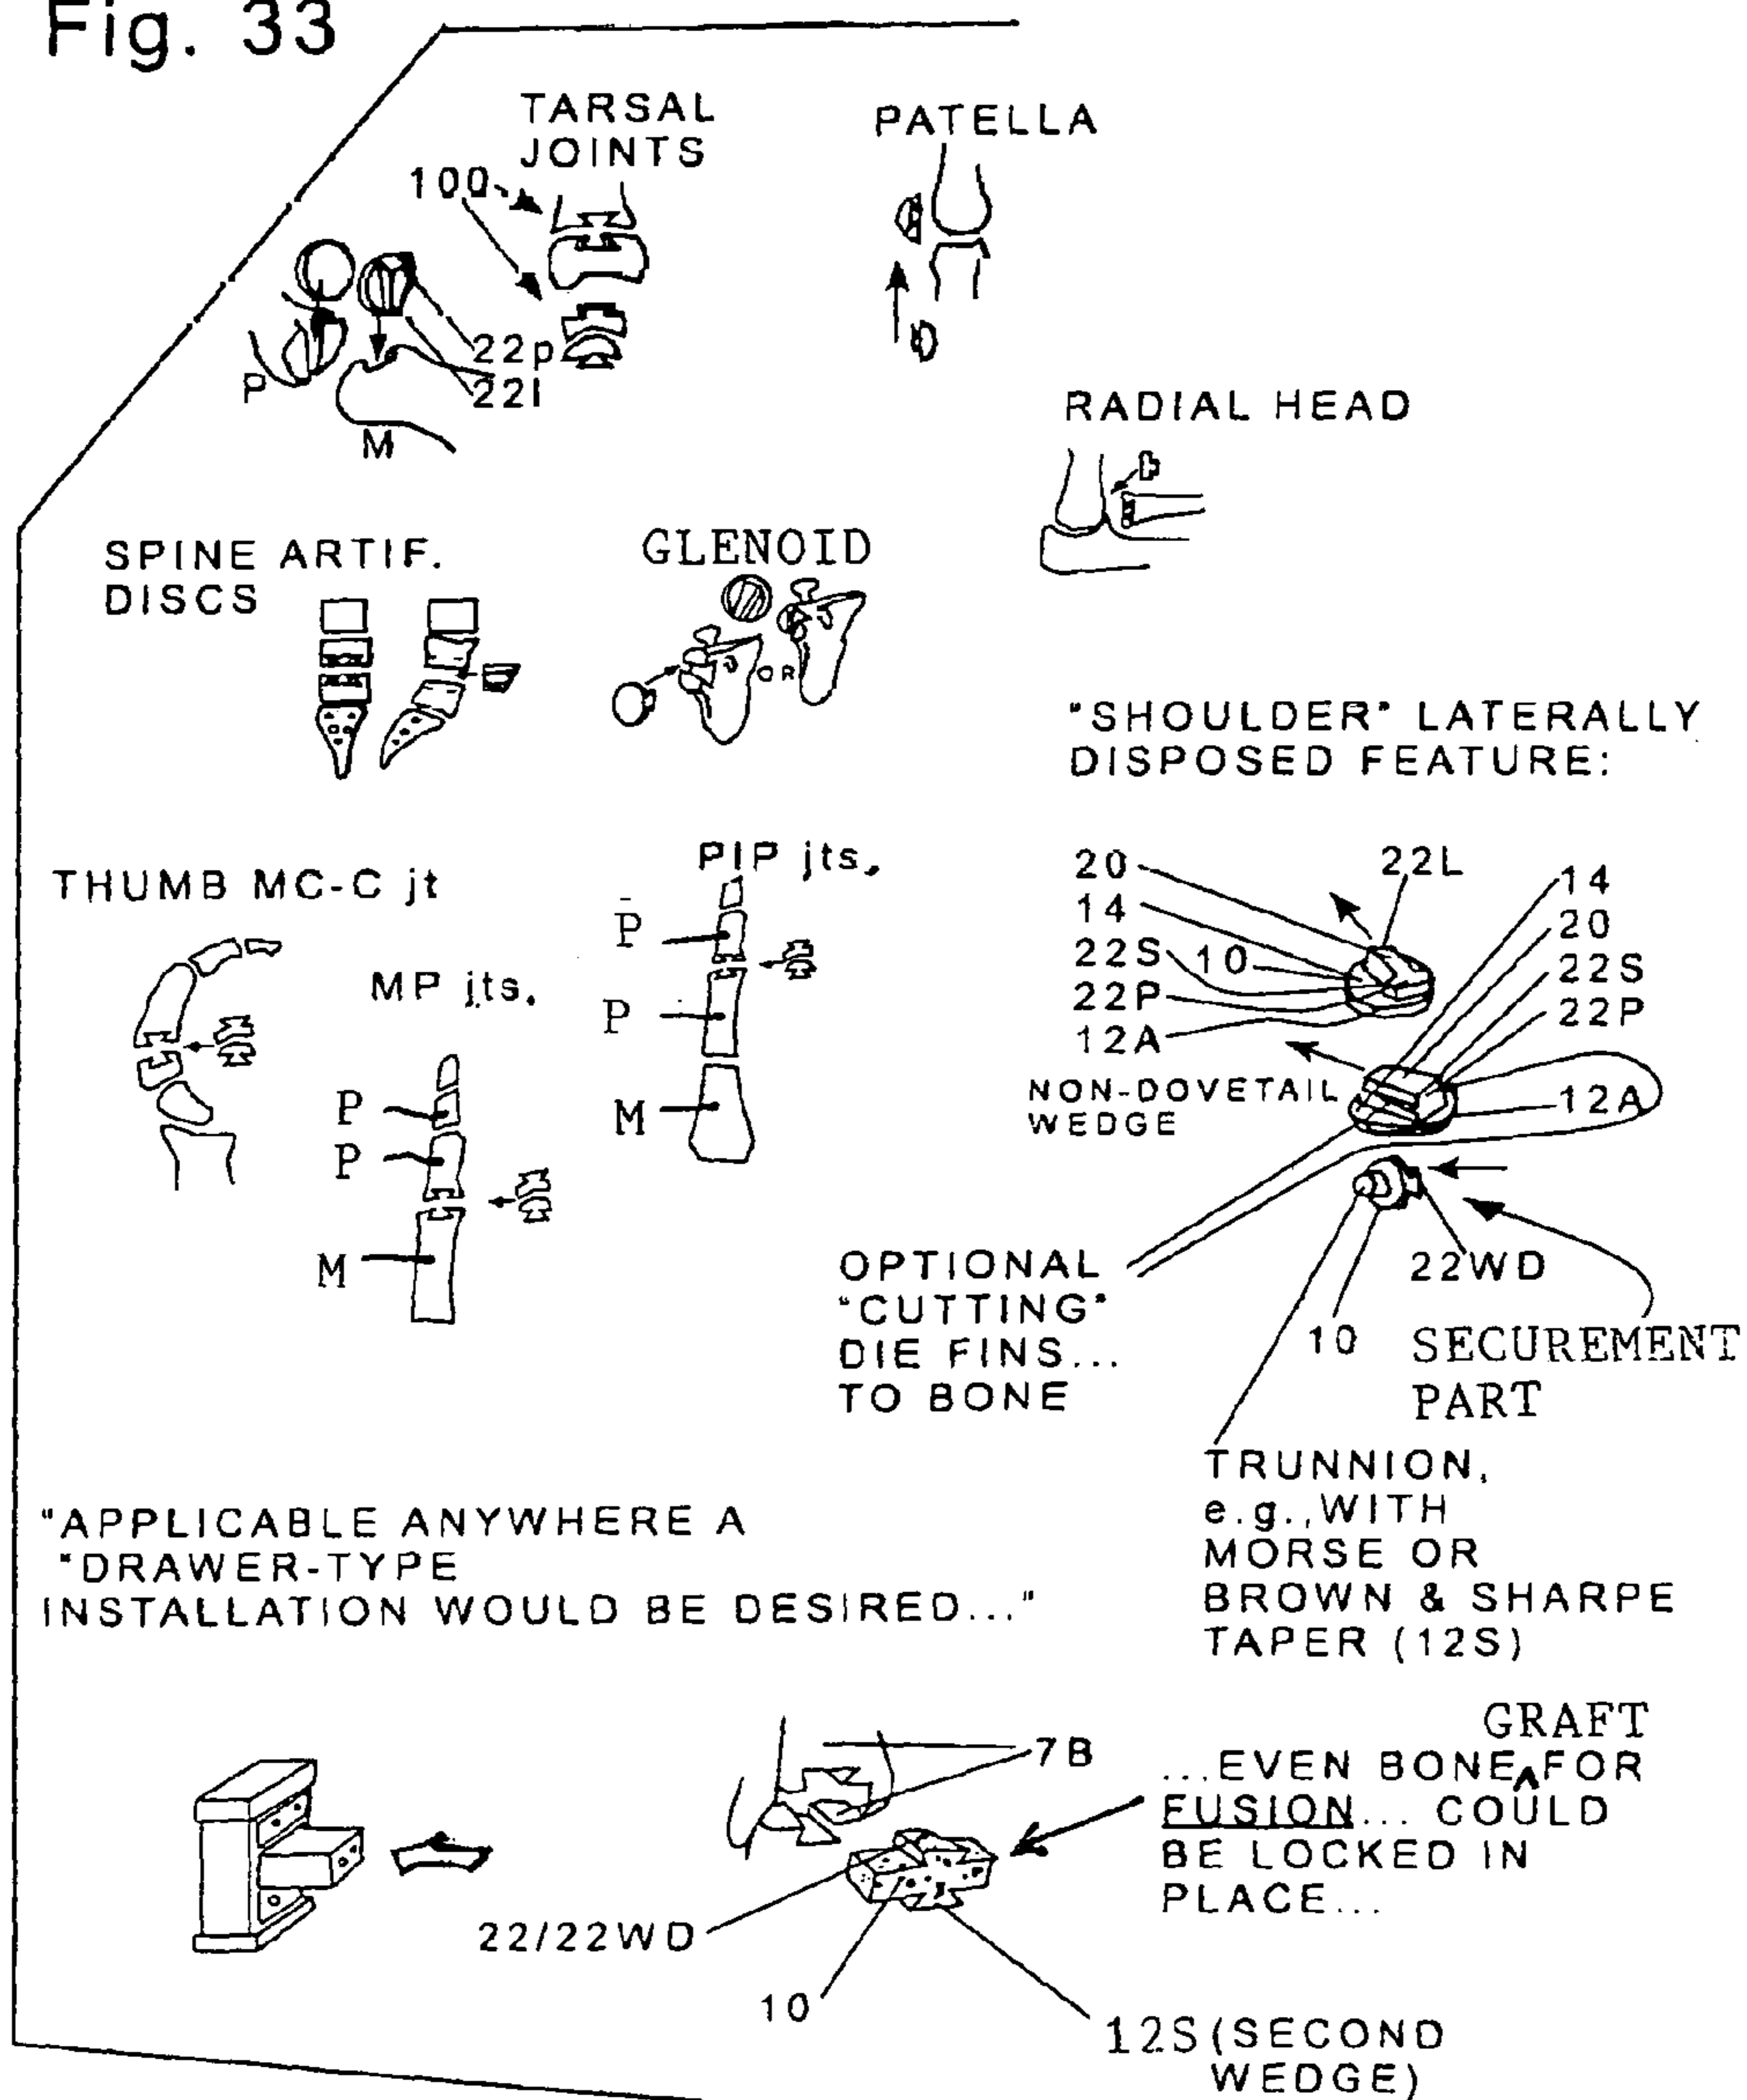 Fig. 33
TARSAL
JOINTS
100
PATELLA
22p
22l
P
M
RADIAL HEAD
SPINE ARTIF.
DISCS
GLENOID
OR
"SHOULDER" LATERALLY
DISPOSED FEATURE:
THUMB MC-C jt
MP jts.
P
P
M
PIP jts.
P
P
M
20
14
22S
10
22P
12A
22L
14
20
22S
22P
12A
NON-DOVETAIL
WEDGE
22WD
10
SECUREMENT
PART
OPTIONAL
"CUTTING"
DIE FINS...
TO BONE
TRUNNION,
e.g., WITH
MORSE OR
BROWN & SHARPE
TAPER (12S)
"APPLICABLE ANYWHERE A
"DRAWER-TYPE
INSTALLATION WOULD BE DESIRED..."
7B
GRAFT
...EVEN BONE^FOR
FUSION... COULD
BE LOCKED IN
PLACE...
22/22WD
10
12S (SECOND
WEDGE)